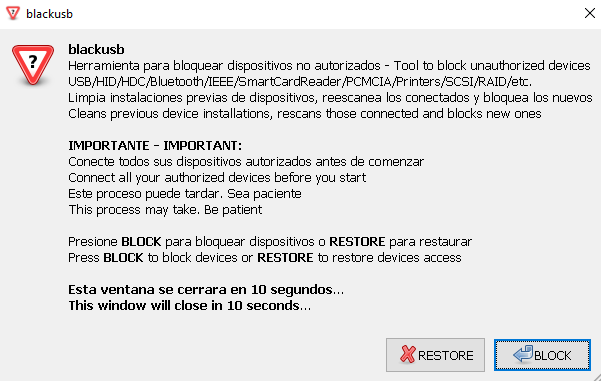 blackusb
blackusb
Herramienta para bloquear dispositivos no autorizados - Tool to block unauthorized devices
USB/HID/HDC/Bluetooth/IEEE/SmartCardReader/PCMCIA/Printers/SCSI/RAID/etc.
Limpia instalaciones previas de dispositivos, reescanea los conectados y bloquea los nuevos
Cleans previous device installations, rescans those connected and blocks new ones
IMPORTANTE - IMPORTANT:
Conecte todos sus dispositivos autorizados antes de comenzar
Connect all your authorized devices before you start
Este proceso puede tardar. Sea paciente
This process may take. Be patient
Presione BLOCK para bloquear dispositivos o RESTORE para restaurar
Press BLOCK to block devices or RESTORE to restore devices access
Esta ventana se cerrara en 10 segundos...
This window will close in 10 seconds...
RESTORE
BLOCK